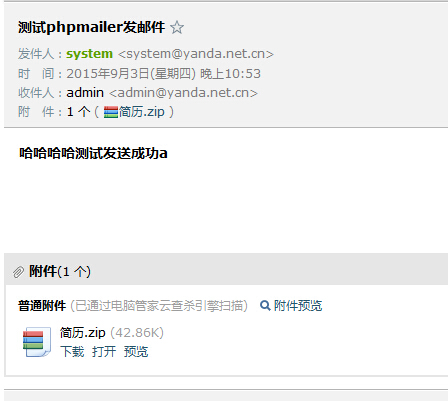 测试phpmailer发邮件
发件人：system <system@yanda.net.cn>
时 间：2015年9月3日(星期四) 晚上10:53
收件人：admin <admin@yanda.net.cn>
附 件：1 个 ( 简历.zip )
哈哈哈哈测试发送成功a
附件(1 个)
普通附件 (已通过电脑管家云查杀引擎扫描) 附件预览
简历.zip (42.86K)
下载 打开 预览